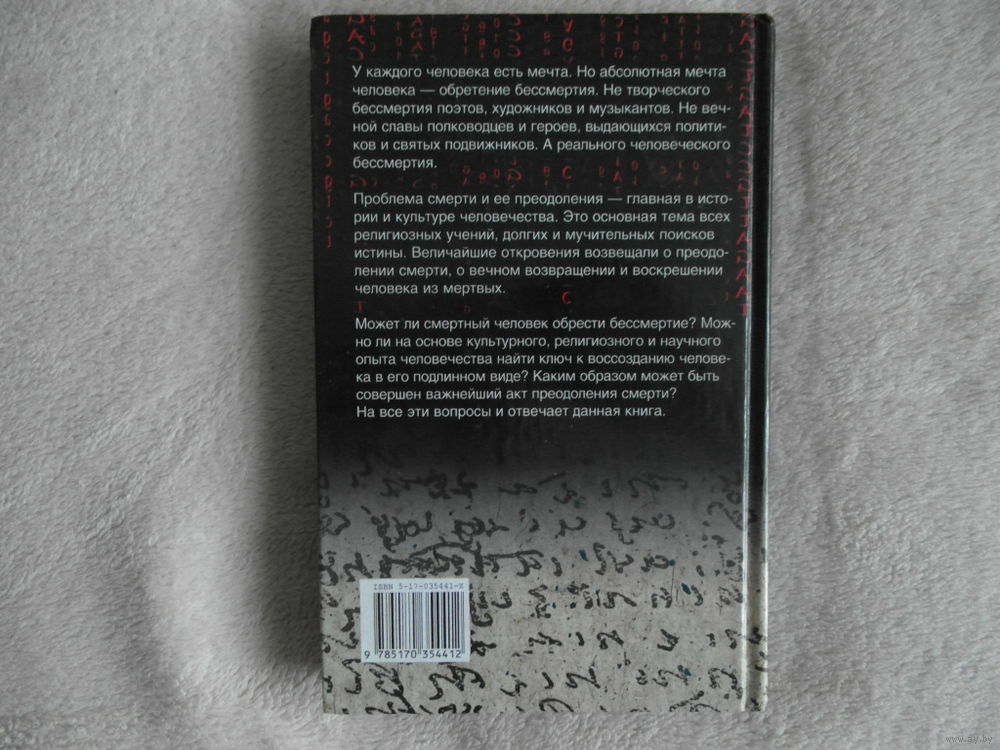 У каждого человека есть мечта. Но абсолютная мечта
человека — обретение бессмертия. Не творческого
бессмертия поэтов, художников и музыкантов. Не веч-
ной славы полководцев и героев, выдающихся полити-
ков и святых подвижников. А реального человеческого
бессмертия.
Проблема смерти и ее преодоления — главная в исто-
рии и культуре человечества. Это основная тема всех
религиозных учений, долгих и мучительных поисков
истины. Величайшие откровения возвещали о преодо-
лении смерти, о вечном возвращении и воскрешении
человека из мертвых.
Может ли смертный человек обрести бессмертие? Мож-
но ли на основе культурного, религиозного и научного
опыта человечества найти ключ к воссозданию челове-
ка в его подлинном виде? Каким образом может быть
совершен важнейший акт преодоления смерти?
На все эти вопросы и отвечает данная книга.
ISBN 5-17-035441-X
9 785170 354412
www.ay.by